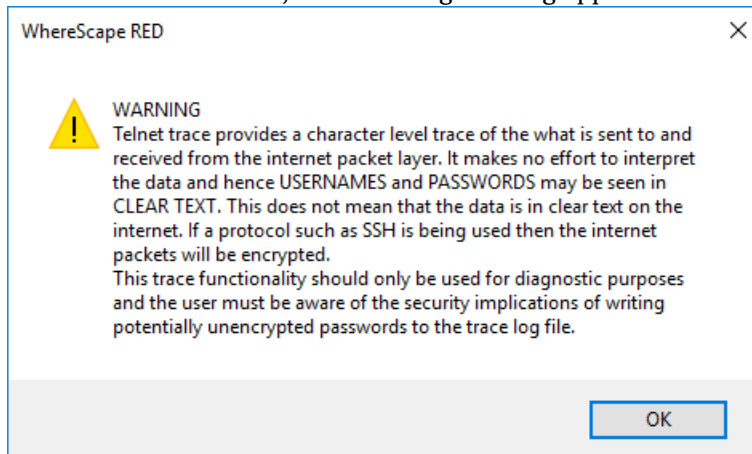 WhereScape RED
WARNING
Telnet trace provides a character level trace of the what is sent to and
received from the internet packet layer. It makes no effort to interpret
the data and hence USERNAMES and PASSWORDS may be seen in
CLEAR TEXT. This does not mean that the data is in clear text on the
internet. If a protocol such as SSH is being used then the internet
packets will be encrypted.
This trace functionality should only be used for diagnostic purposes
and the user must be aware of the security implications of writing
potentially unencrypted passwords to the trace log file.
OK